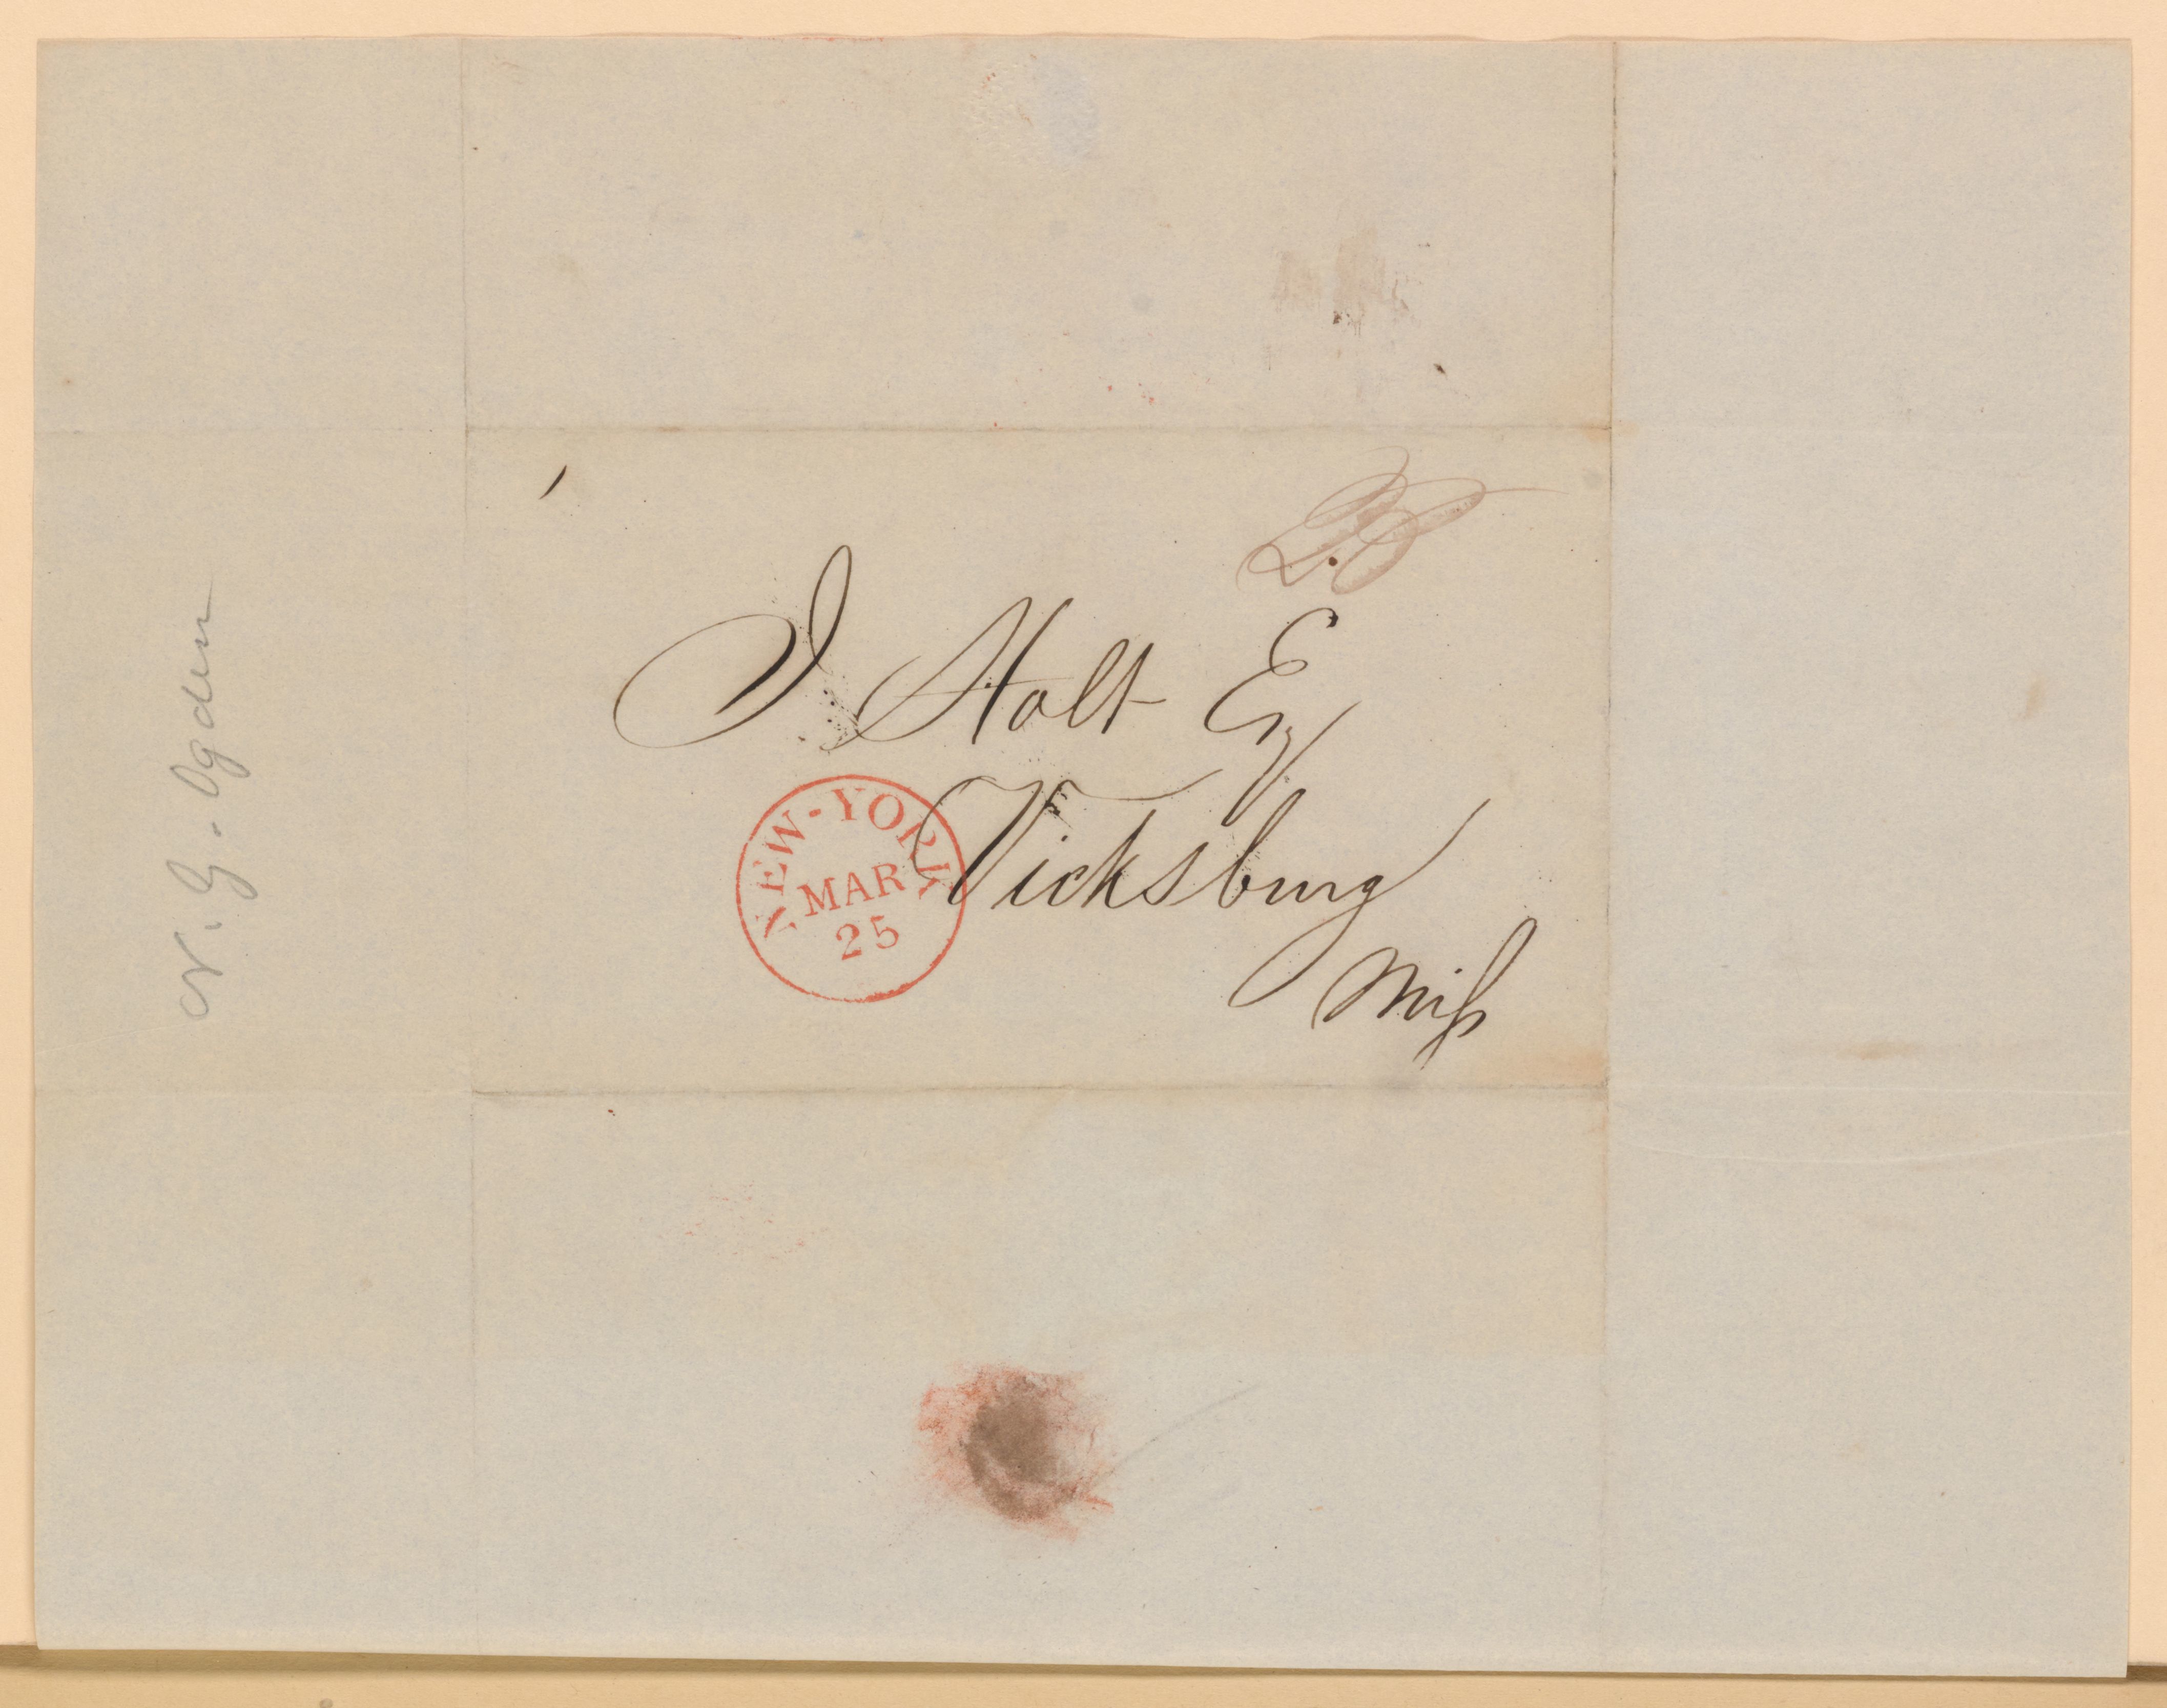 J Holt Esq
Vicksburg
Miss
NEW-YORK
MAR
25
N. G. Ogden